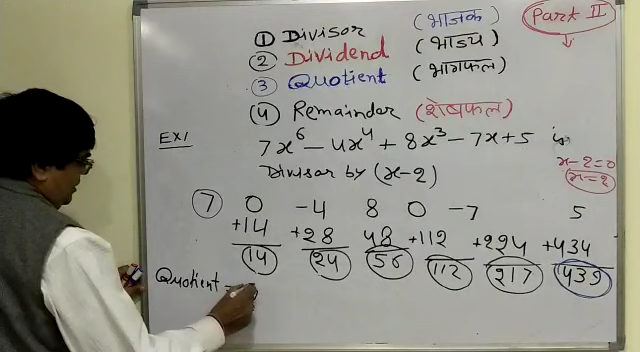 Part II
① Divisor (भाजक)
② Dividend (भाज्य)
③ Quotient (भागफल)
④ Remainder (शेषफल)
EX1
7x⁶ - 4x⁴ + 8x³ - 7x + 5 is
Divisor by (x-2)
x-2=0
x=2
7 0 -4 8 0 -7 5
+14 +28 48 +112 +224 +434
14 24 56 112 217 439
Quotient =